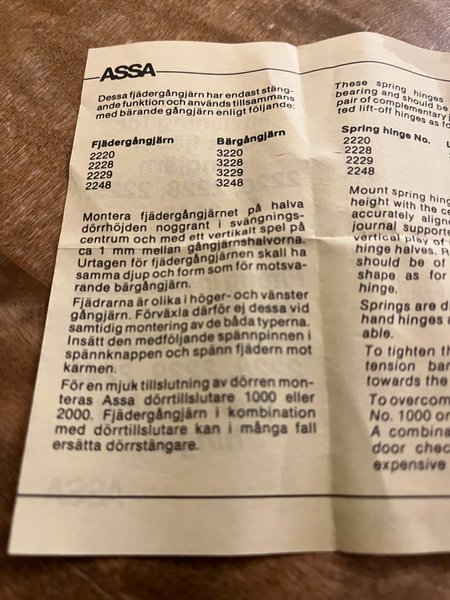 ASSA
Dessa fjädergångjärn har endast stäng-
ande funktion och används tillsammans
med bärande gångjärn enligt följande:
Fjädergångjärn Bärgångjärn
2220 3220
2228 3228
2229 3229
2248 3248
Montera fjädergångjärnet på halva
dörrhöjden noggrant i svängnings-
centrum och med ett vertikalt spel på
ca 1 mm mellan gångjärnshalvorna.
Urtagen för fjädergångjärnen skall ha
samma djup och form som för motsva-
rande bärgångjärn.
Fjädrarna är olika i höger- och vänster
gångjärn. Förväxla därför ej dessa vid
samtidig montering av de båda typerna.
Insätt den medföljande spännpinnen i
spännknappen och spänn fjädern mot
karmen.
För en mjuk tillslutning av dörren mon-
teras Assa dörrtillslutare 1000 eller
2000. Fjädergångjärn i kombination
med dörrtillslutare kan i många fall
ersätta dörrstängare.
These spring hinges
bearing and should be
pair of complementary
ted lift-off hinges as fo
Spring hinge No. L
2220
2228
2229
2248
Mount spring hing
height with the ce
accurately aligne
journal supporte
vertical play of
hinge halves. R
should be of
shape as for
hinge.
Springs are di
hand hinges a
able.
To tighten th
tension bar
towards the
To overcom
No. 1000 or
A combina
door chec
expensive